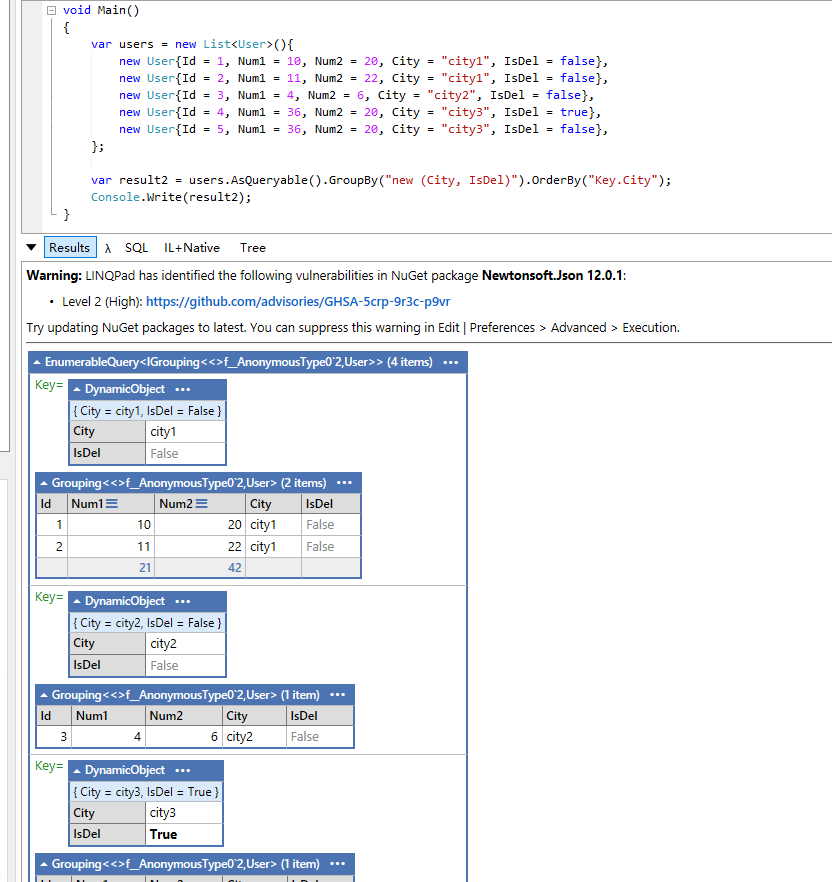 void Main()
{
var users = new List<User>(){
new User{Id = 1, Num1 = 10, Num2 = 20, City = "city1", IsDel = false},
new User{Id = 2, Num1 = 11, Num2 = 22, City = "city1", IsDel = false},
new User{Id = 3, Num1 = 4, Num2 = 6, City = "city2", IsDel = false},
new User{Id = 4, Num1 = 36, Num2 = 20, City = "city3", IsDel = true},
new User{Id = 5, Num1 = 36, Num2 = 20, City = "city3", IsDel = false},
};
var result2 = users.AsQueryable().GroupBy("new (City, IsDel)").OrderBy("Key.City");
Console.Write(result2);
}
Results λ SQL IL+Native Tree
Warning: LINQPad has identified the following vulnerabilities in NuGet package Newtonsoft.Json 12.0.1:
• Level 2 (High): https://github.com/advisories/GHSA-5crp-9r3c-p9vr
Try updating NuGet packages to latest. You can suppress this warning in Edit | Preferences > Advanced > Execution.
EnumerableQuery<IGrouping<<>f__AnonymousType0`2,User>> (4 items) •••
Key= DynamicObject •••
{ City = city1, IsDel = False }
City city1
IsDel False
Grouping<<>f__AnonymousType0`2,User> (2 items) •••
Id Num1 Num2 City IsDel
1 10 20 city1 False
2 11 22 city1 False
21 42
Key= DynamicObject •••
{ City = city2, IsDel = False }
City city2
IsDel False
Grouping<<>f__AnonymousType0`2,User> (1 item) •••
Id Num1 Num2 City IsDel
3 4 6 city2 False
Key= DynamicObject •••
{ City = city3, IsDel = True }
City city3
IsDel True
Grouping<<>f__AnonymousType0`2,User> (1 item) •••